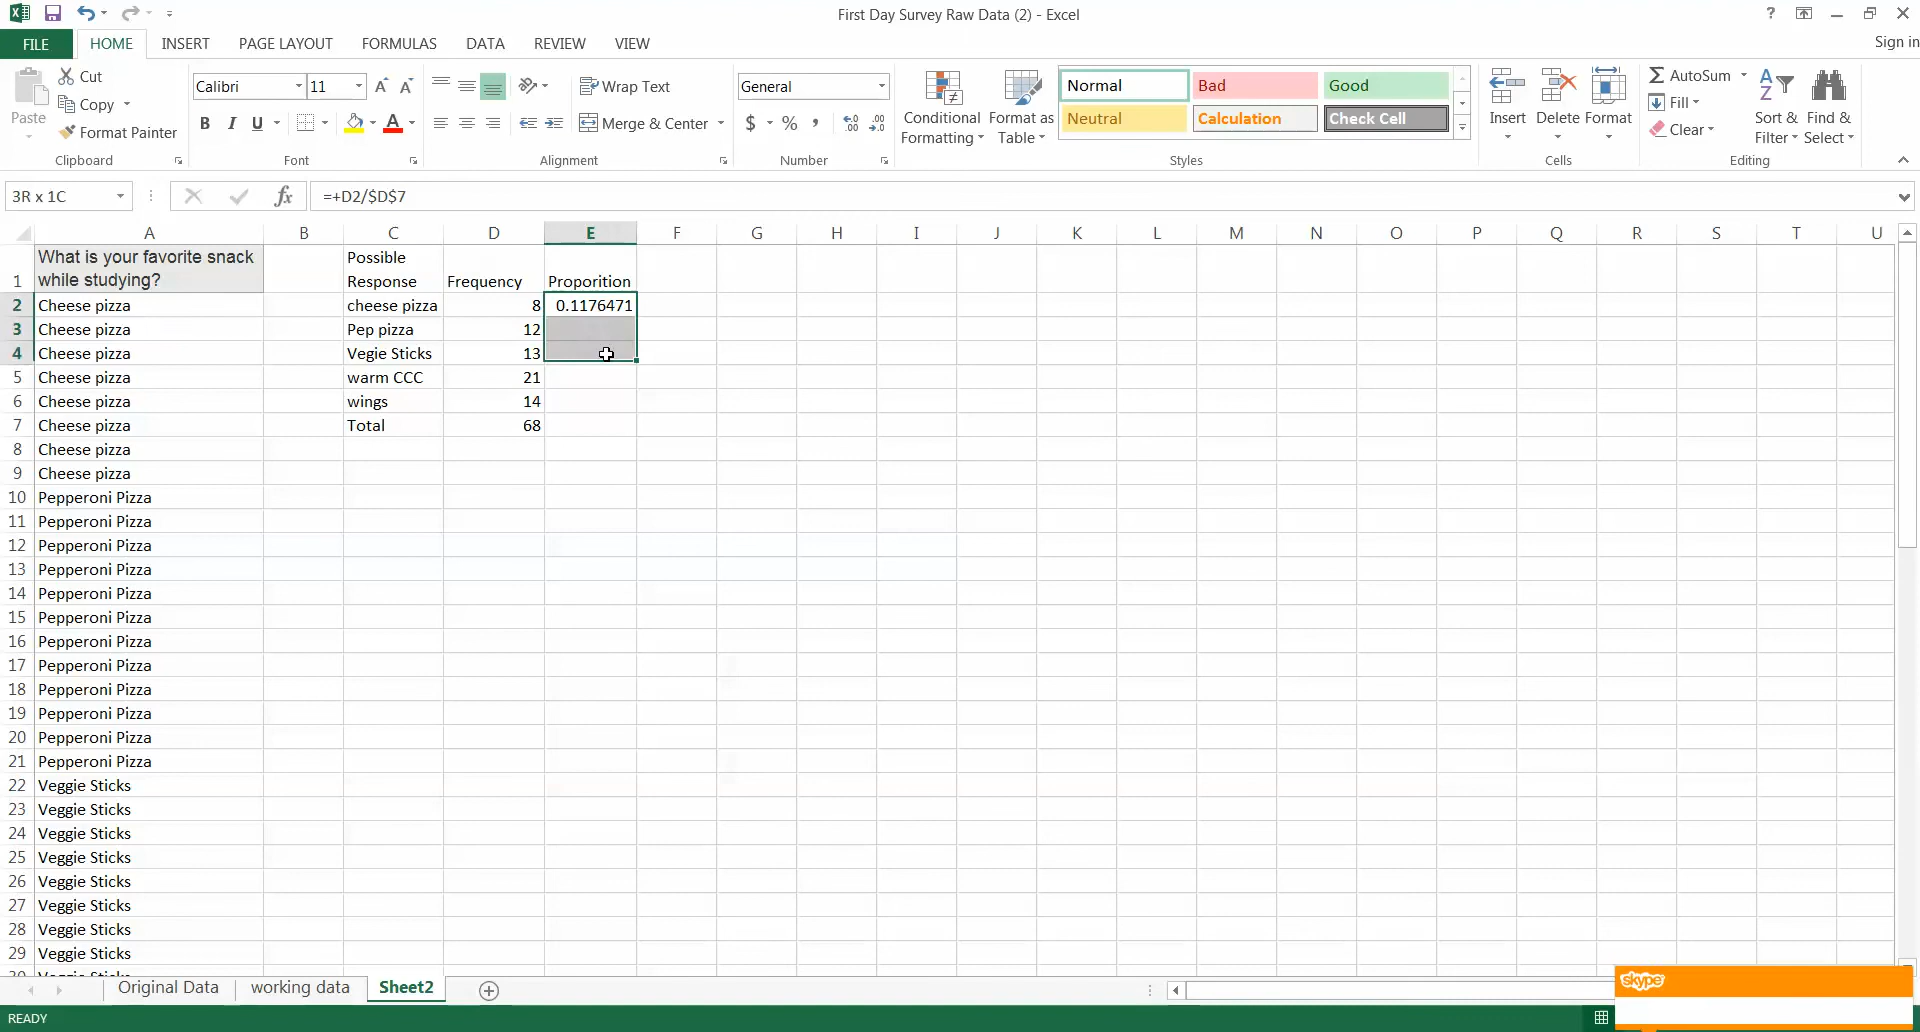 First Day Survey Raw Data (2) - Excel
? 
FILE HOME INSERT PAGE LAYOUT FORMULAS DATA REVIEW VIEW Sign in
Paste Cut Copy Format Painter
Calibri 11 A A
B I U A
Wrap Text
Merge & Center
General
$ % ,
Conditional Formatting Format as Table
Normal Bad Good
Neutral Calculation Check Cell
Insert Delete Format
AutoSum
Fill
Clear
Sort & Filter Find & Select
Clipboard Font Alignment Number Styles Cells Editing
3R x 1C fx =+D2/$D$7
A B C D E F G H I J K L M N O P Q R S T U
1 What is your favorite snack while studying? Possible Response Frequency Proporition
2 Cheese pizza cheese pizza 8 0.1176471
3 Cheese pizza Pep pizza 12
4 Cheese pizza Vegie Sticks 13
5 Cheese pizza warm CCC 21
6 Cheese pizza wings 14
7 Cheese pizza Total 68
8 Cheese pizza
9 Cheese pizza
10 Pepperoni Pizza
11 Pepperoni Pizza
12 Pepperoni Pizza
13 Pepperoni Pizza
14 Pepperoni Pizza
15 Pepperoni Pizza
16 Pepperoni Pizza
17 Pepperoni Pizza
18 Pepperoni Pizza
19 Pepperoni Pizza
20 Pepperoni Pizza
21 Pepperoni Pizza
22 Veggie Sticks
23 Veggie Sticks
24 Veggie Sticks
25 Veggie Sticks
26 Veggie Sticks
27 Veggie Sticks
28 Veggie Sticks
29 Veggie Sticks
30 Veggie Sticks
Original Data working data Sheet2
skype
READY